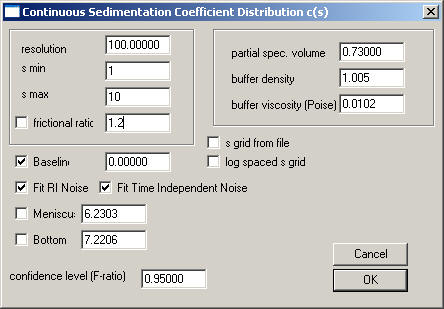 Continuous Sedimentation Coefficient Distribution c(s)
resolution 100.00000
s min 1
s max 10
frictional ratic 1.2
partial spec. volume 0.73000
buffer density 1.005
buffer viscosity (Poise) 0.0102
s grid from file
Baseline 0.00000
log spaced s grid
Fit RI Noise Fit Time Independent Noise
Meniscu: 6.2303
Bottom 7.2206
Cancel
confidence level (F-ratio) 0.95000
OK